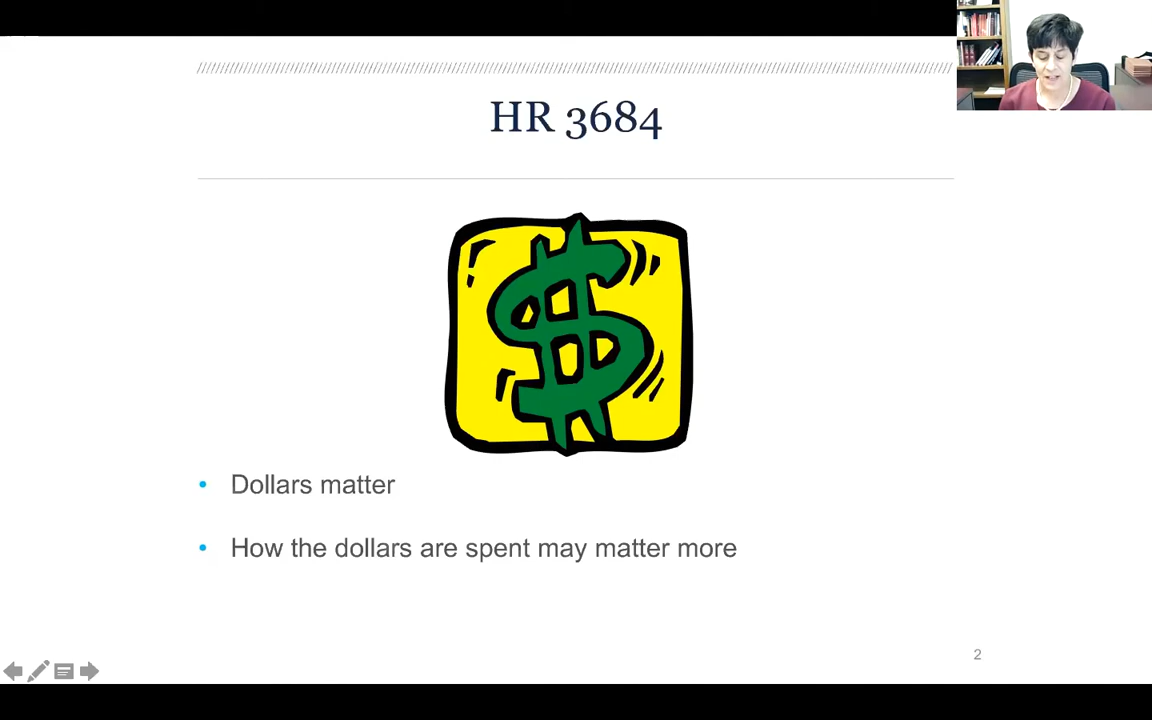 HR 3684
$
• Dollars matter
• How the dollars are spent may matter more
2